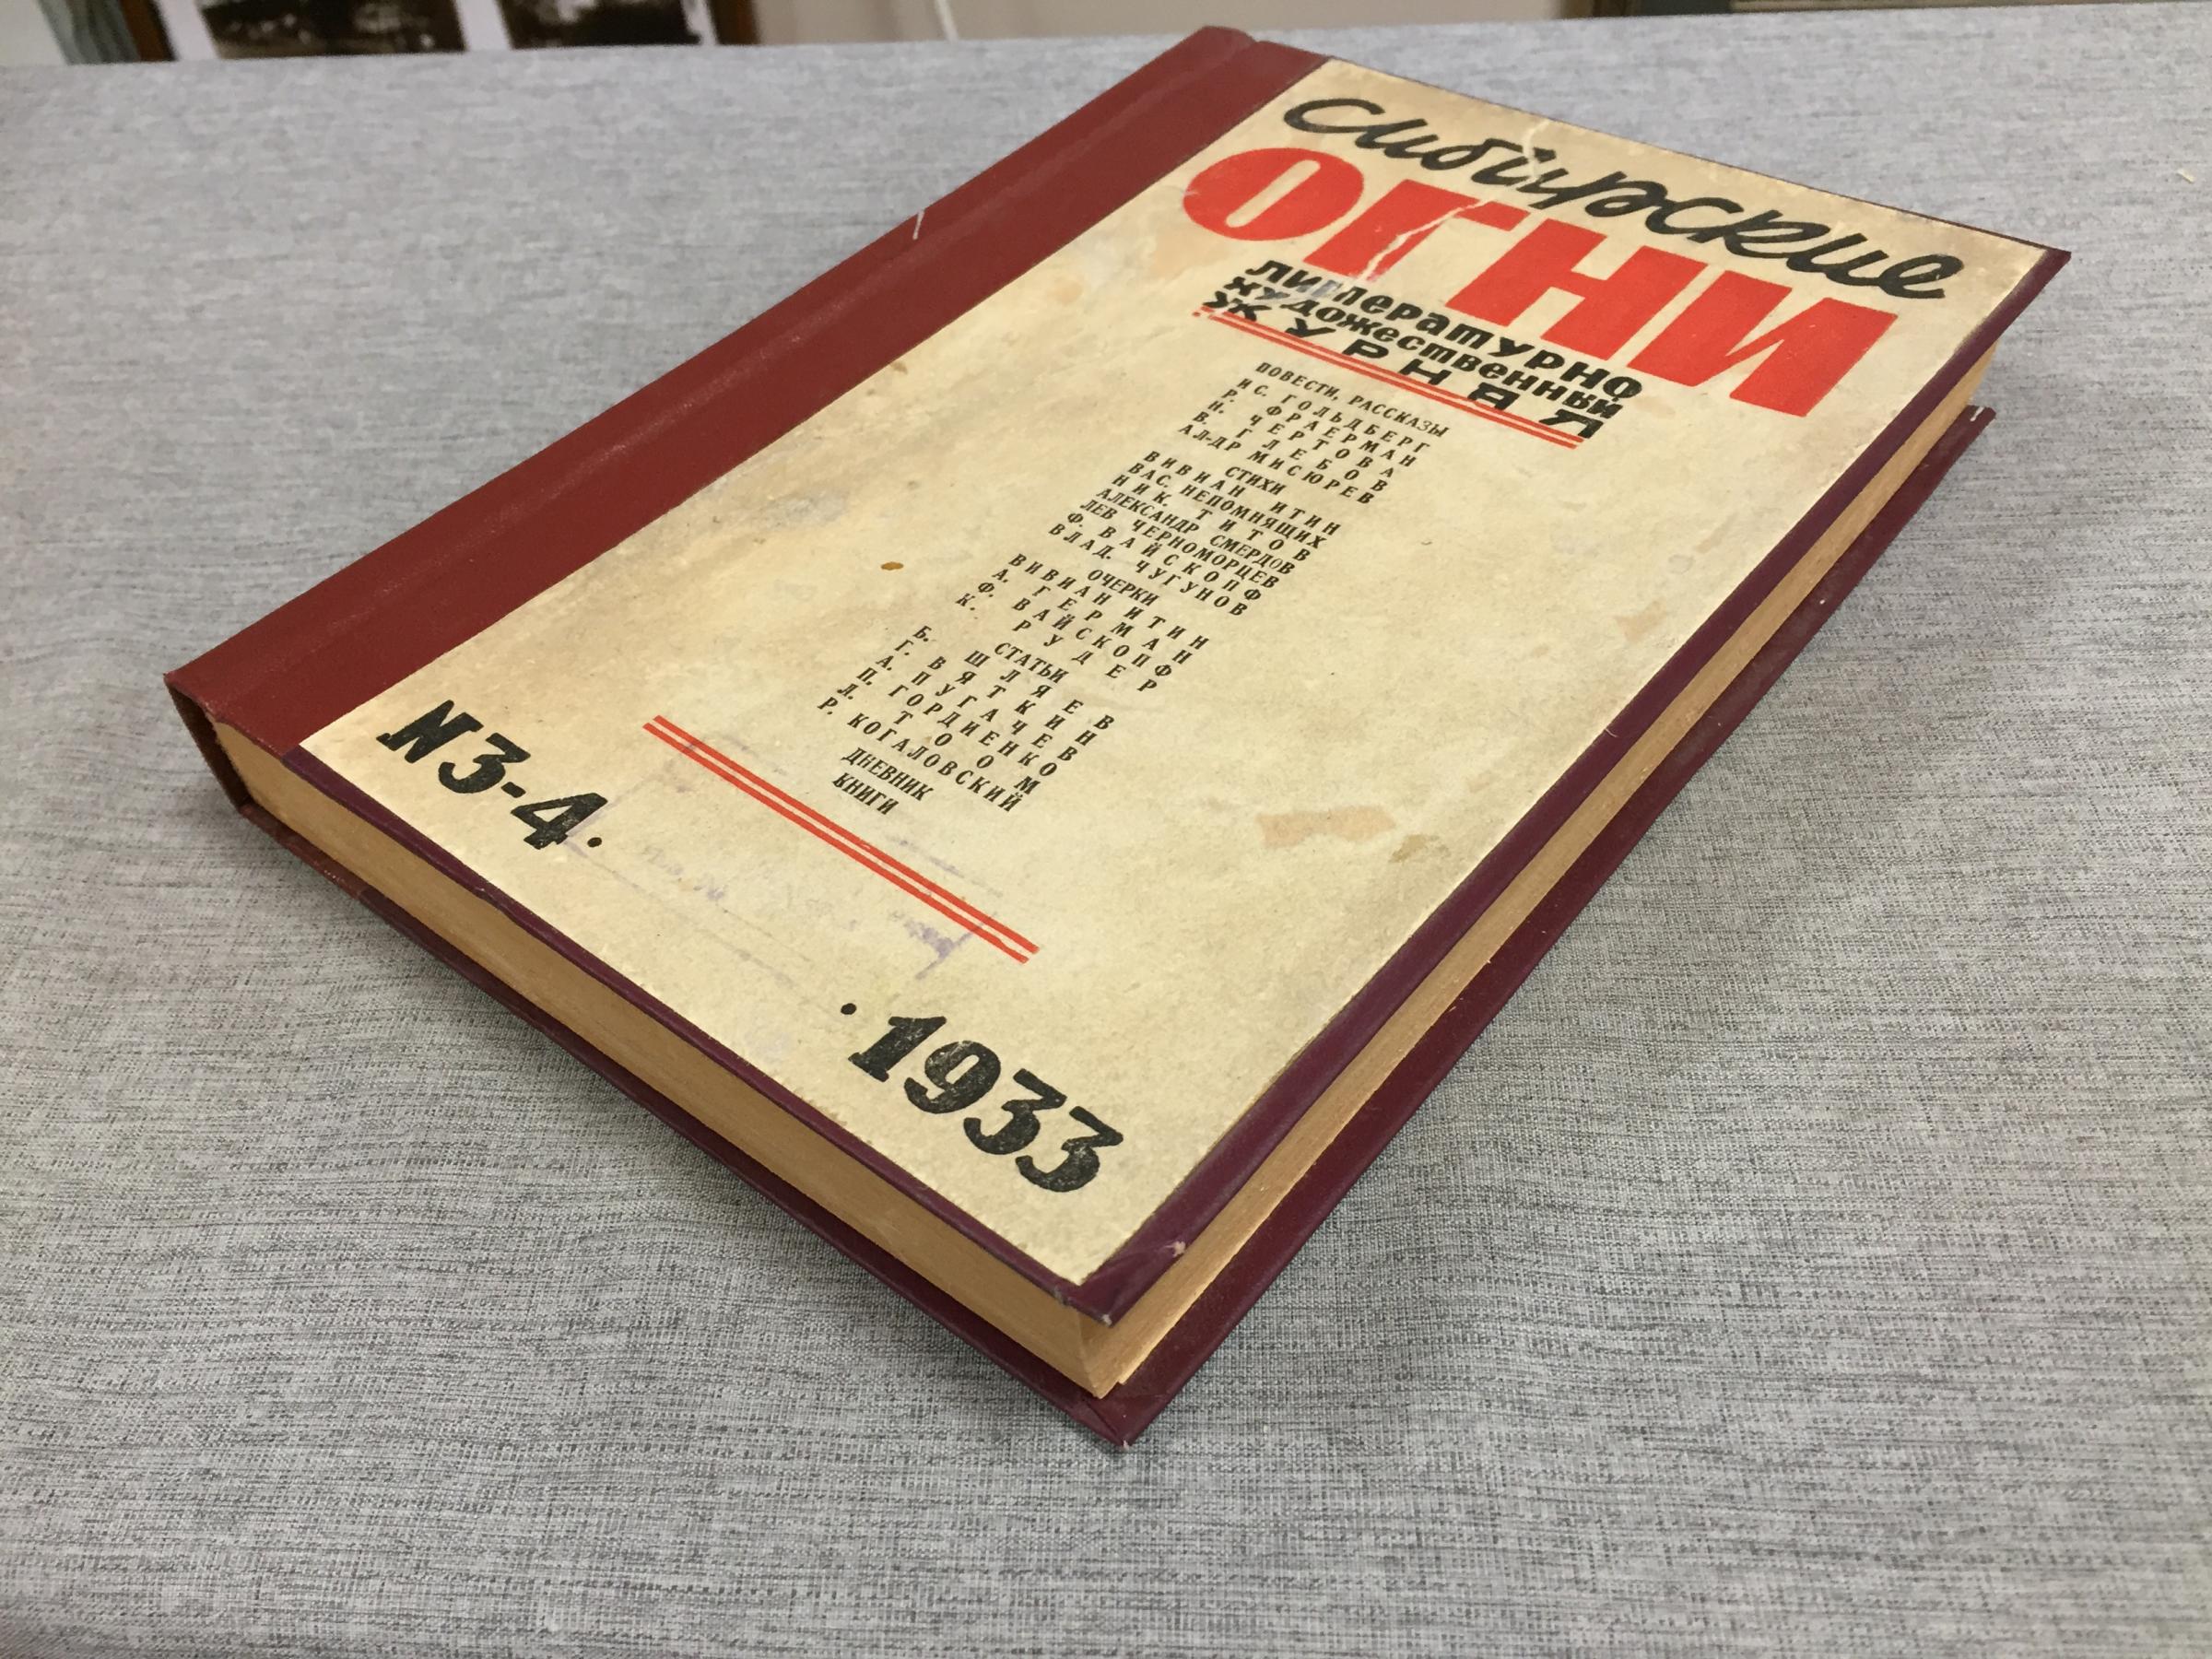 сибирские
ОГНИ
литературно
художественный
ЖУРНАЛ
ПОВЕСТИ, РАССКАЗЫ
ИС. ГОЛЬДБЕРГ
Р. ФРАЕРМАН
Н. ЧЕРТОВА
В. ГЛЕБОВ
АЛ-ДР МИСЮРЕВ
СТИХИ
ВИВИАН ИТИН
ВАС. НЕПОМНЯЩИХ
НИК. ТИТОВ
АЛЕКСАНДР СМЕРДОВ
ЛЕВ ЧЕРНОМОРЦЕВ
Ф. ВАЙСКОПФ
ВЛАД. ЧУГУНОВ
ОЧЕРКИ
ВИВИАН ИТИН
А. ГЕРМАН
Ф. ВАЙСКОПФ
К. РУДЕР
СТАТЬИ
Б. ШЛЯЕВ
Г. ВЯТКИН
А. ПУГАЧЕВ
П. ГОРДИЕНКО
Л. ТООМ
Р. КОГАЛОВСКИЙ
ДНЕВНИК
КНИГИ
№ 3-4.
• 1933